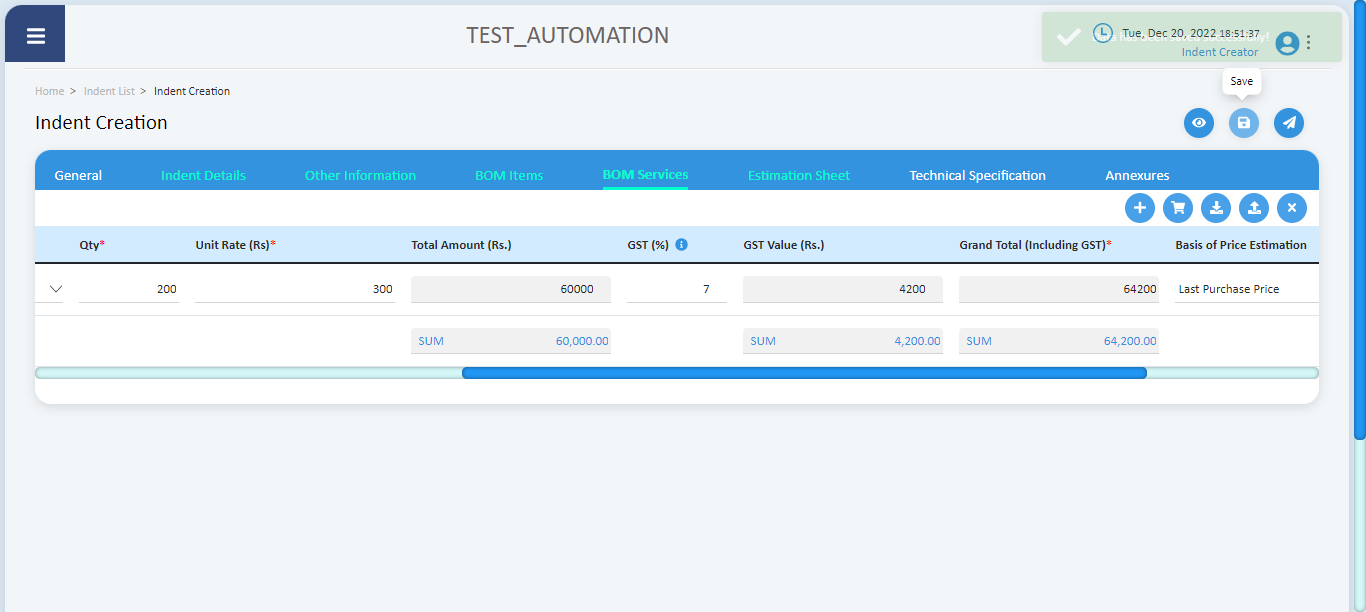 TEST_AUTOMATION
Tue, Dec 20, 2022 18:51:37
Indent Creator
Home > Indent List > Indent Creation
Save
Indent Creation
General Indent Details Other Information BOM Items BOM Services Estimation Sheet Technical Specification Annexures
Qty* Unit Rate (Rs)* Total Amount (Rs.) GST (%) GST Value (Rs.) Grand Total (Including GST)* Basis of Price Estimation
200 300 60000 7 4200 64200 Last Purchase Price
SUM 60,000.00 SUM 4,200.00 SUM 64,200.00